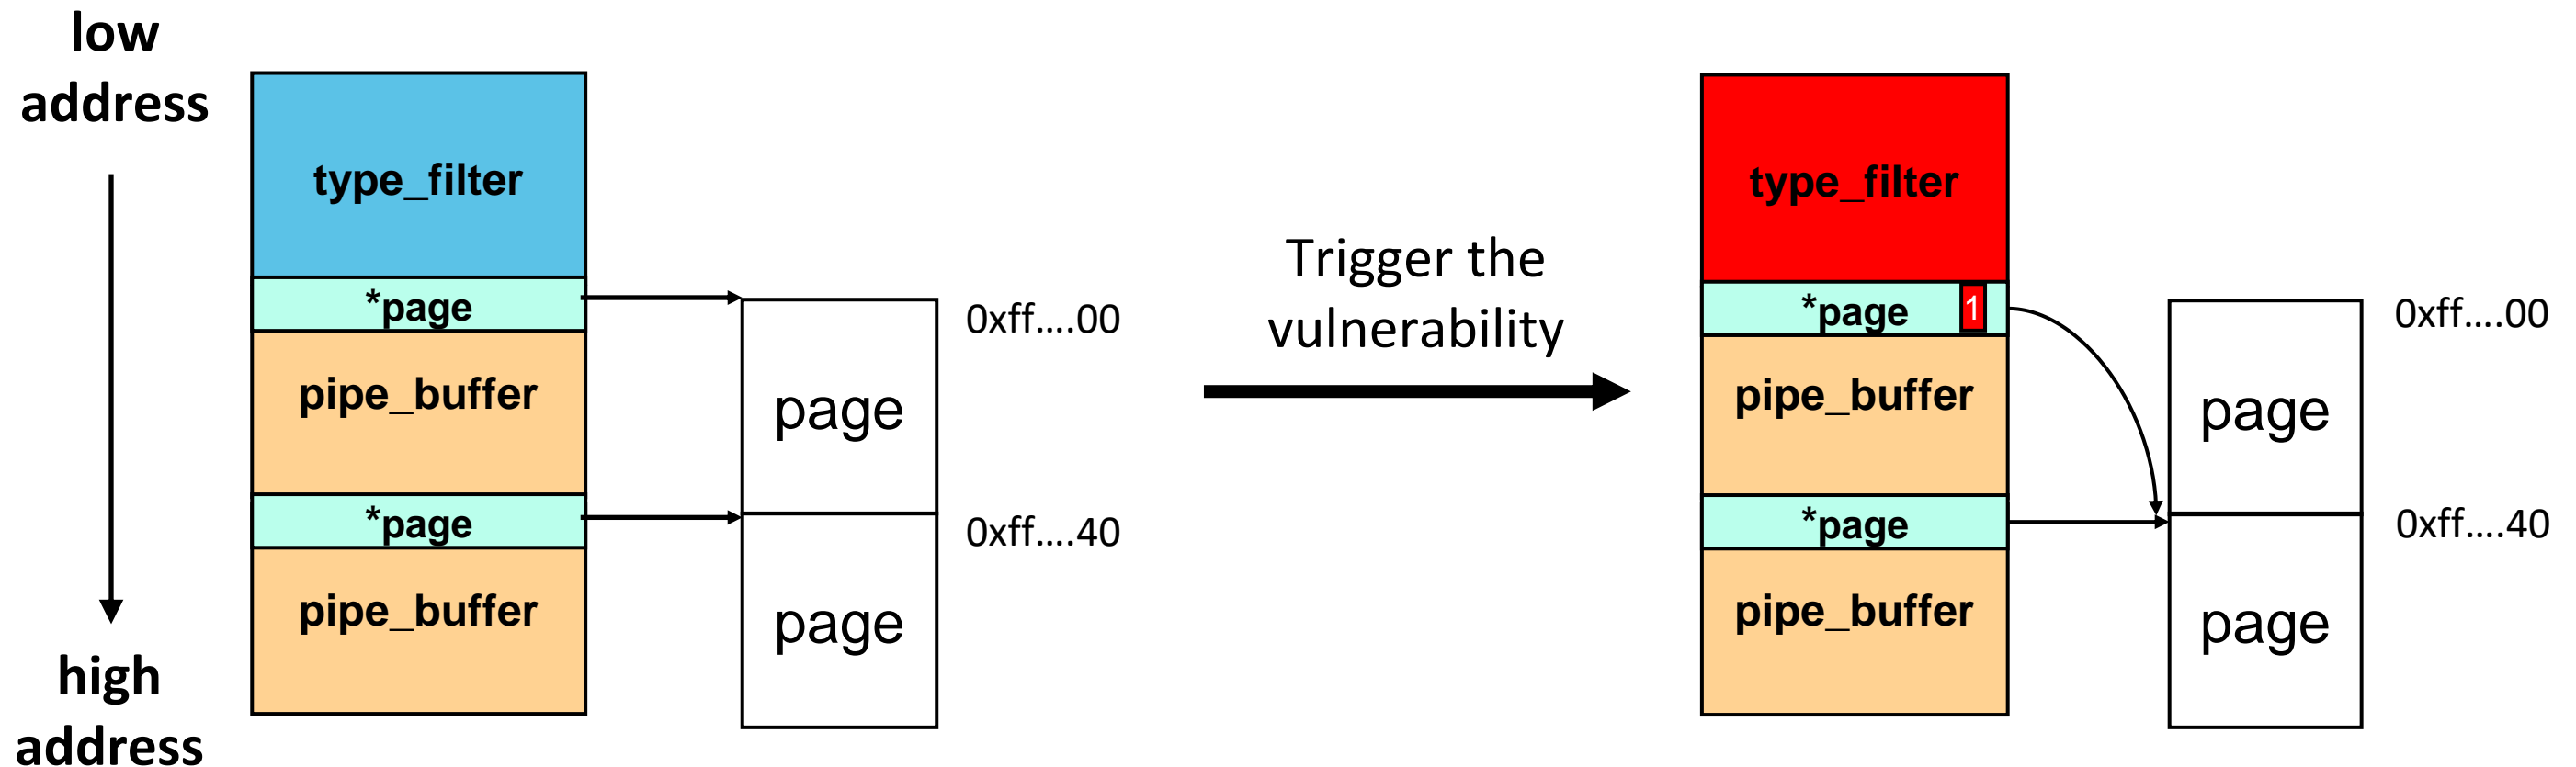 low
address
high
address
type_filter
*page
pipe_buffer
*page
pipe_buffer
page
page
0xff....00
0xff....40
Trigger the
vulnerability
type_filter
*page
1
pipe_buffer
*page
pipe_buffer
page
page
0xff....00
0xff....40